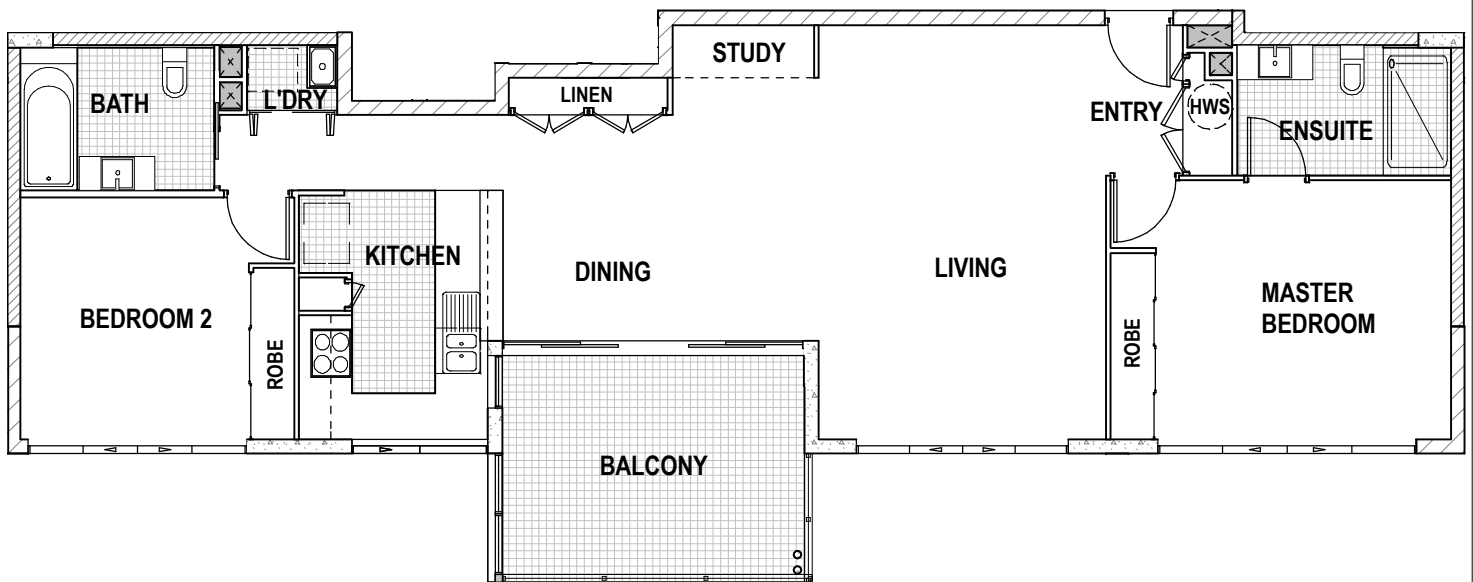 STUDY
BATH
L'DRY
LINEN
ENTRY
HWS
ENSUITE
KITCHEN
DINING
LIVING
MASTER
BEDROOM
BEDROOM 2
ROBE
ROBE
BALCONY